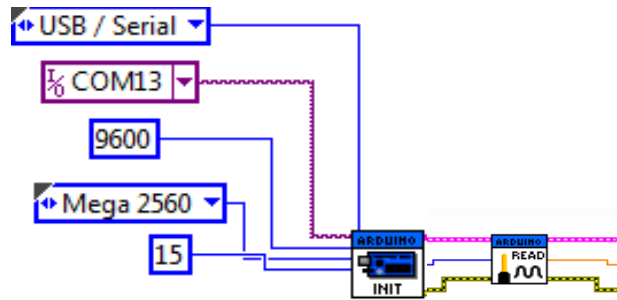 USB / Serial
I/O COM13
9600
Mega 2560
15
ARDUINO
INIT
ARDUINO
READ